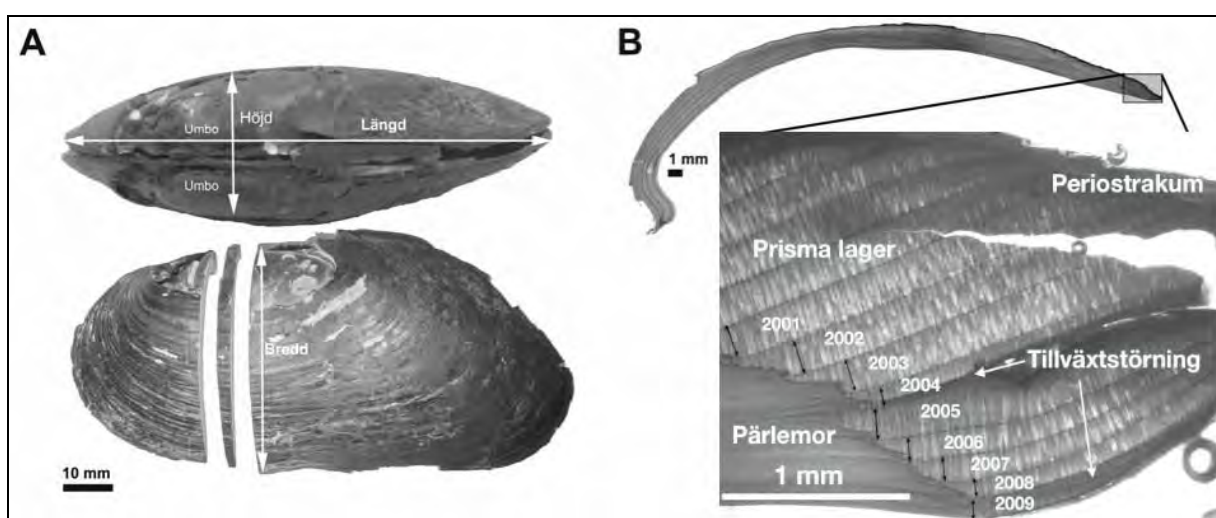 A
Höjd
Umbo
Längd
Umbo
Bredd
10 mm
B
1 mm
Periostrakum
Prisma lager
2001
2002
2003
2004
Tillväxtstörning
2005
2006
Pärlemor
2007
1 mm
2008
2009